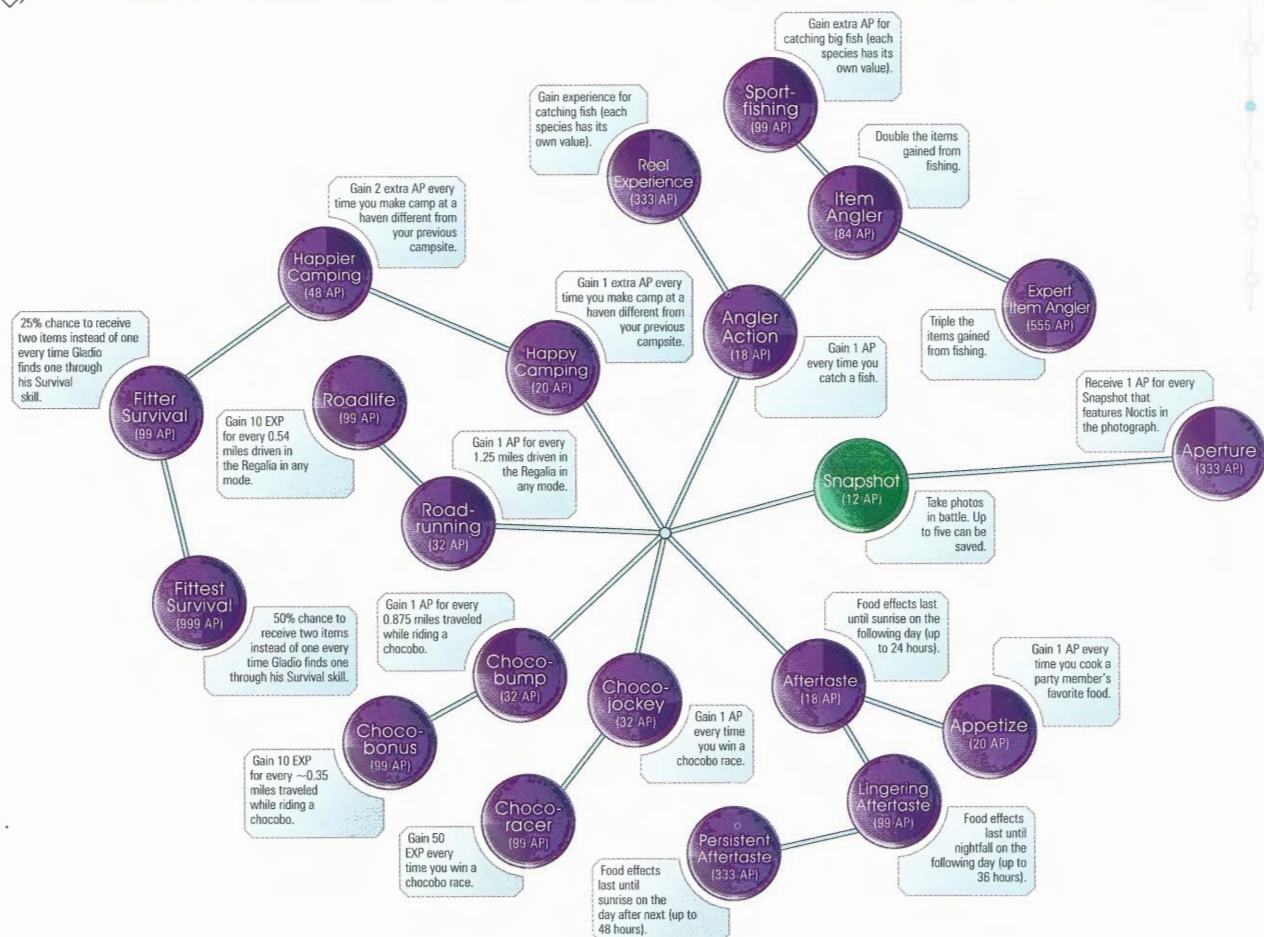 Gain extra AP for
catching big fish (each
species has its
own value).
Sport-
fishing
(99 AP)
Gain experience for
catching fish (each
species has its
own value).
Reel
Experience
(333 AP)
Double the items
gained from
fishing.
Item
Angler
(84 AP)
Gain 2 extra AP every
time you make camp at a
haven different from
your previous
campsite.
Happier
Camping
(48 AP)
Gain 1 extra AP every
time you make camp at a
haven different from
your previous
campsite.
Happy
Camping
(20 AP)
Angler
Action
(18 AP)
Gain 1 AP
every time you
catch a fish.
Expert
Item Angler
(555 AP)
Triple the
items gained
from fishing.
25% chance to receive
two items instead of one
every time Gladio
finds one through
his Survival
skill.
Fitter
Survival
(99 AP)
Roadlife
(99 AP)
Gain 10 EXP
for every 0.54
miles driven in
the Regalia in any
mode.
Gain 1 AP for every
1.25 miles driven in
the Regalia in
any mode.
Road-
running
(32 AP)
Receive 1 AP for every
Snapshot that
features Noctis in
the photograph.
Aperture
(333 AP)
Snapshot
(12 AP)
Take photos
in battle. Up
to five can be
saved.
Fittest
Survival
(999 AP)
50% chance to
receive two items
instead of one every
time Gladio finds one
through his Survival skill.
Gain 1 AP for every
0.875 miles traveled
while riding a
chocobo.
Choco-
bump
(32 AP)
Choco-
jockey
(32 AP)
Gain 1 AP
every time
you win a
chocobo race.
Food effects last
until sunrise on the
following day (up
to 24 hours).
Aftertaste
(18 AP)
Gain 1 AP every
time you cook a
party member's
favorite food.
Appetize
(20 AP)
Choco-
bonus
(99 AP)
Gain 10 EXP
for every ~0.35
miles traveled
while riding a
chocobo.
Choco-
racer
(99 AP)
Gain 50
EXP every
time you win a
chocobo race.
Lingering
Aftertaste
(99 AP)
Food effects
last until
nightfall on the
following day (up to
36 hours).
Persistent
Aftertaste
(333 AP)
Food effects
last until
sunrise on the
day after next (up to
48 hours).